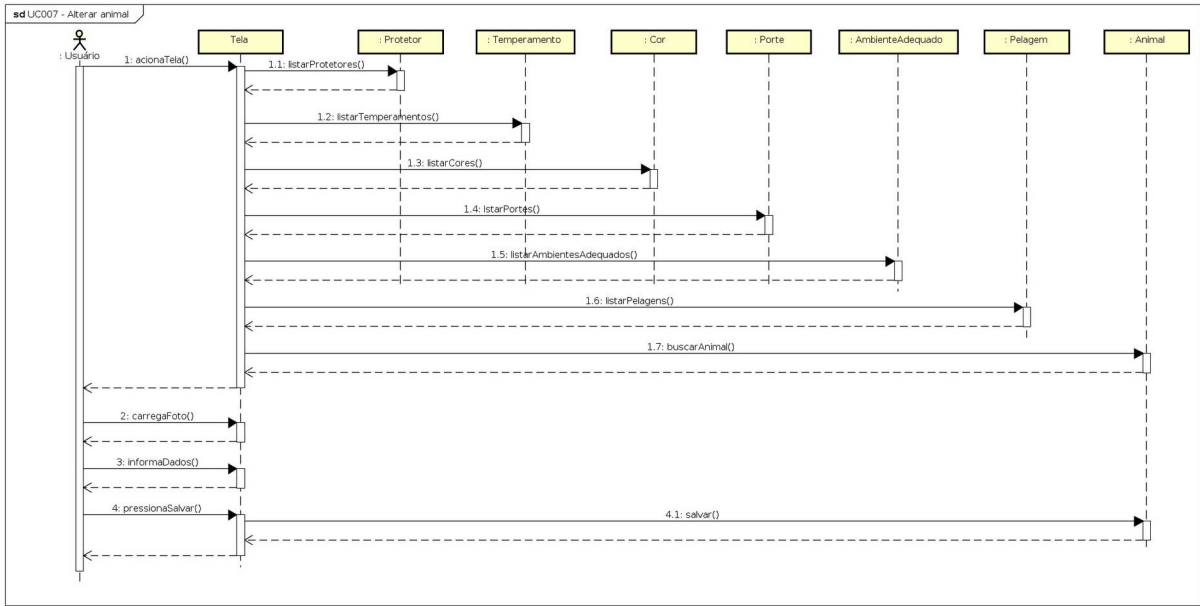 sd UC007 - Alterar animal
: Usuário
Tela
: Protetor
: Temperamento
: Cor
: Porte
: AmbienteAdequado
: Pelagem
: Animal
1: acionaTela()
1.1: listarProtetores()
1.2: listarTemperamentos()
1.3: listarCores()
1.4: lstarPortes()
1.5: listarAmbientesAdequados()
1.6: listarPelagens()
1.7: buscarAnimal()
2: carregaFoto()
3: informaDados()
4: pressionaSalvar()
4.1: salvar()